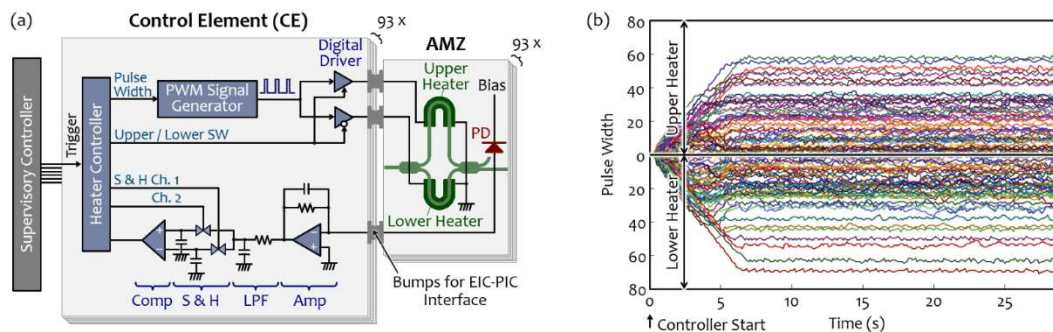 (a)
Control Element (CE)
93 x
AMZ
93 x
Digital
Driver
Pulse
Width
PWM Signal
Generator
Upper
Heater
Bias
PD
Upper / Lower SW
Trigger
Supervisory Controller
Heater Controller
S & H Ch. 1
Ch. 2
Lower Heater
+
−
−
+
Comp
S & H
LPF
Amp
Bumps for EIC-PIC
Interface
(b)
Pulse Width
Upper Heater
Lower Heater
80
60
40
20
0
20
40
60
80
0
5
10
15
20
25
Time (s)
Controller Start